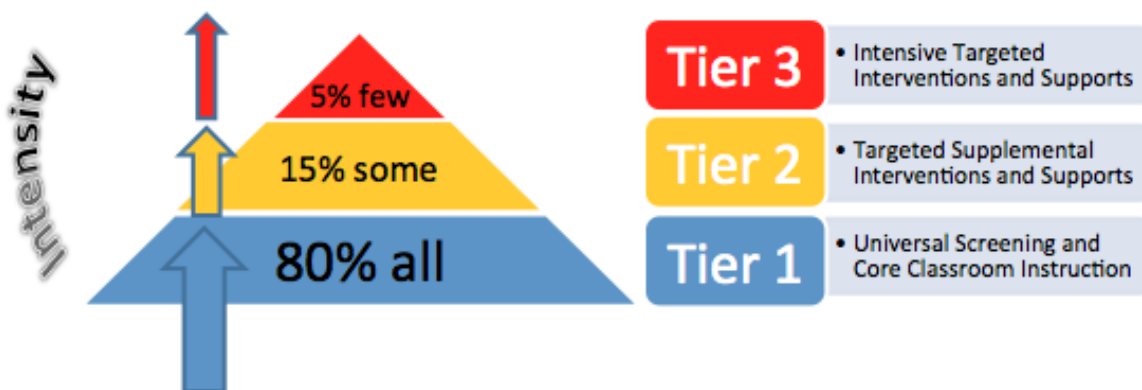 Intensity
5% few
15% some
80% all
Tier 3
• Intensive Targeted
Interventions and Supports
Tier 2
• Targeted Supplemental
Interventions and Supports
Tier 1
• Universal Screening and
Core Classroom Instruction